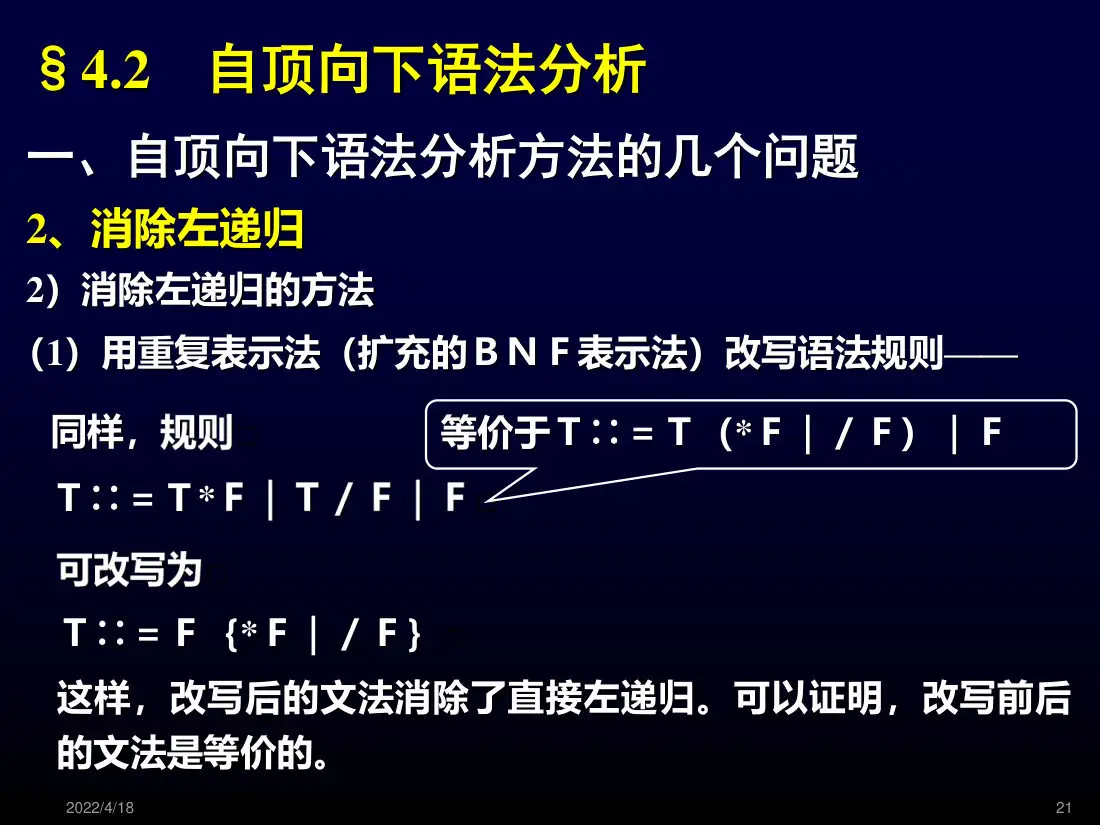 §4.2 自顶向下语法分析
一、自顶向下语法分析方法的几个问题
2、消除左递归
2）消除左递归的方法
（1）用重复表示法（扩充的ＢＮＦ表示法）改写语法规则——
同样，规则
等价于Ｔ∷＝Ｔ（*Ｆ｜／Ｆ）｜Ｆ
Ｔ∷＝Ｔ*Ｆ｜Ｔ／Ｆ｜Ｆ
可改写为
Ｔ∷＝Ｆ｛*Ｆ｜／Ｆ｝
这样，改写后的文法消除了直接左递归。可以证明，改写前后
的文法是等价的。
2022/4/18
21